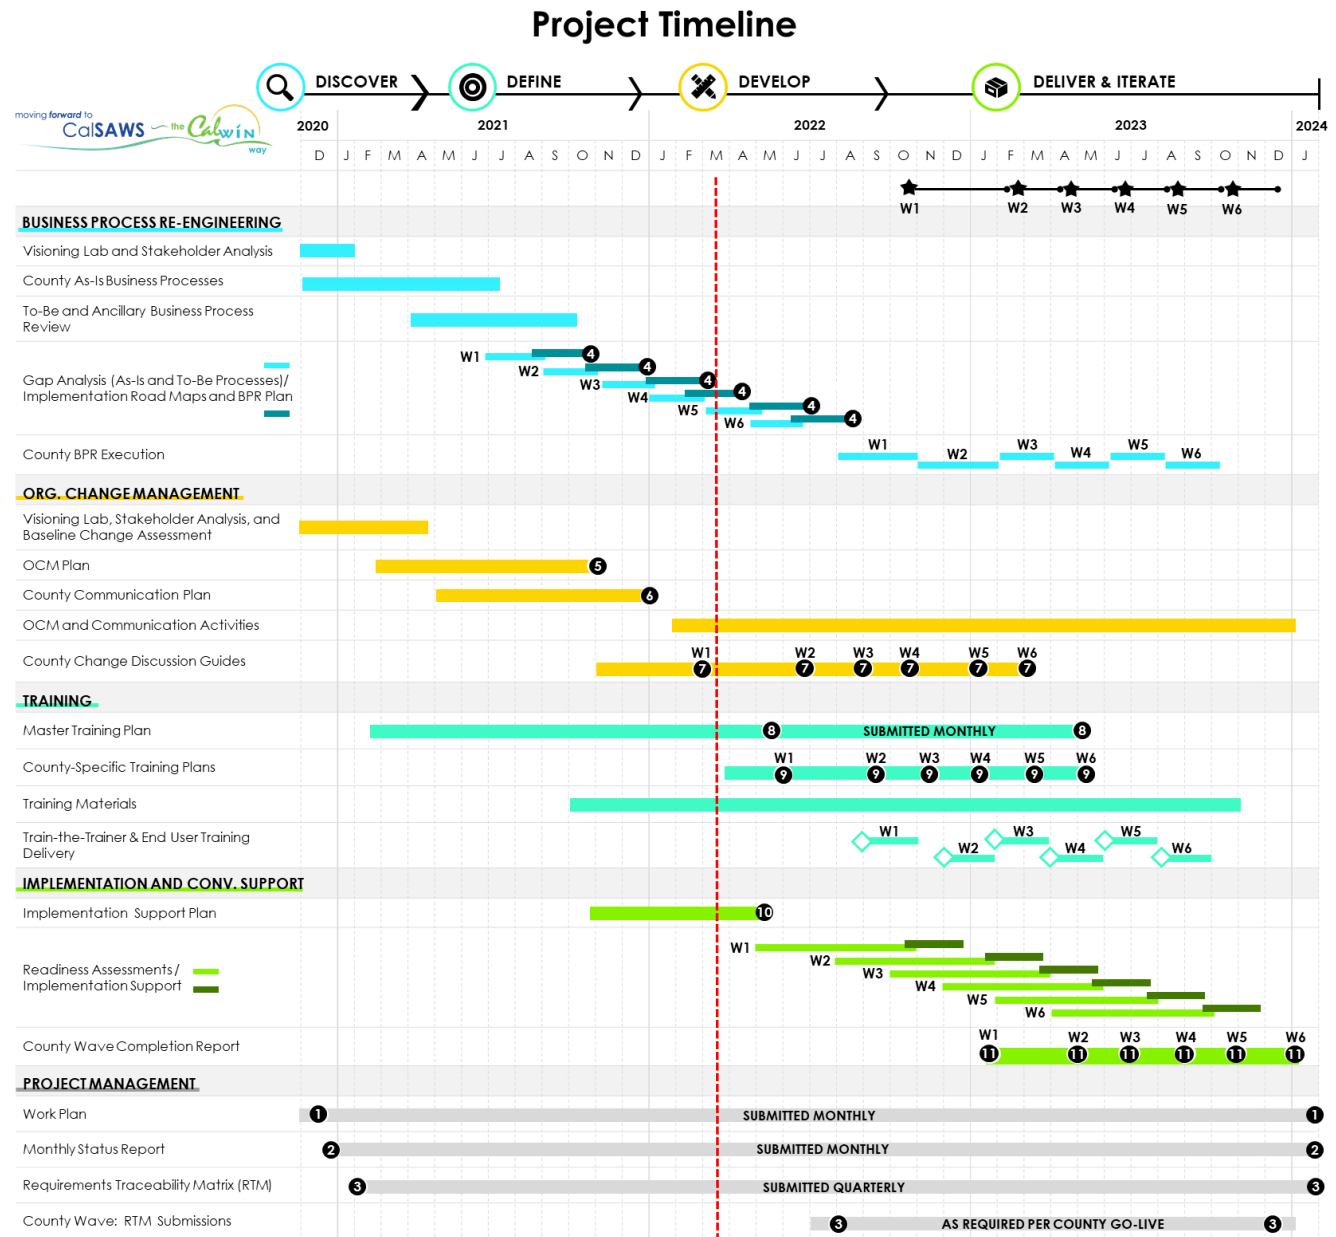 Project Timeline
DISCOVER DEFINE DEVELOP DELIVER & ITERATE
moving forward to
CalSAWS the CalWIN
way
2020 2021 2022 2023 2024
D J F M A M J J A S O N D J F M A M J J A S O N D J F M A M J J A S O N D J
W1 W2 W3 W4 W5 W6
BUSINESS PROCESS RE-ENGINEERING
Visioning Lab and Stakeholder Analysis
County As-Is Business Processes
To-Be and Ancillary Business Process
Review
W1 4
W2 4
W3 4
Gap Analysis (As-Is and To-Be Processes)/
Implementation Road Maps and BPR Plan
W4 4
W5 4
W6 4
County BPR Execution
W1 W2 W3 W4 W5 W6
ORG. CHANGE MANAGEMENT
Visioning Lab, Stakeholder Analysis, and
Baseline Change Assessment
OCM Plan 5
County Communication Plan 6
OCM and Communication Activities
County Change Discussion Guides
W1 W2 W3 W4 W5 W6
7 7 7 7 7 7
TRAINING
Master Training Plan 8 SUBMITTED MONTHLY 8
County-Specific Training Plans
W1 W2 W3 W4 W5 W6
9 9 9 9 9 9
Training Materials
Train-the-Trainer & End User Training
Delivery
W1 W2 W3 W4 W5 W6
IMPLEMENTATION AND CONV. SUPPORT
Implementation Support Plan 10
Readiness Assessments/
Implementation Support
W1
W2
W3
W4
W5
W6
County Wave Completion Report
W1 W2 W3 W4 W5 W6
11 11 11 11 11 11
PROJECT MANAGEMENT
Work Plan 1 SUBMITTED MONTHLY 1
Monthly Status Report 2 SUBMITTED MONTHLY 2
Requirements Traceability Matrix (RTM) 3 SUBMITTED QUARTERLY 3
County Wave: RTM Submissions 3 AS REQUIRED PER COUNTY GO-LIVE 3